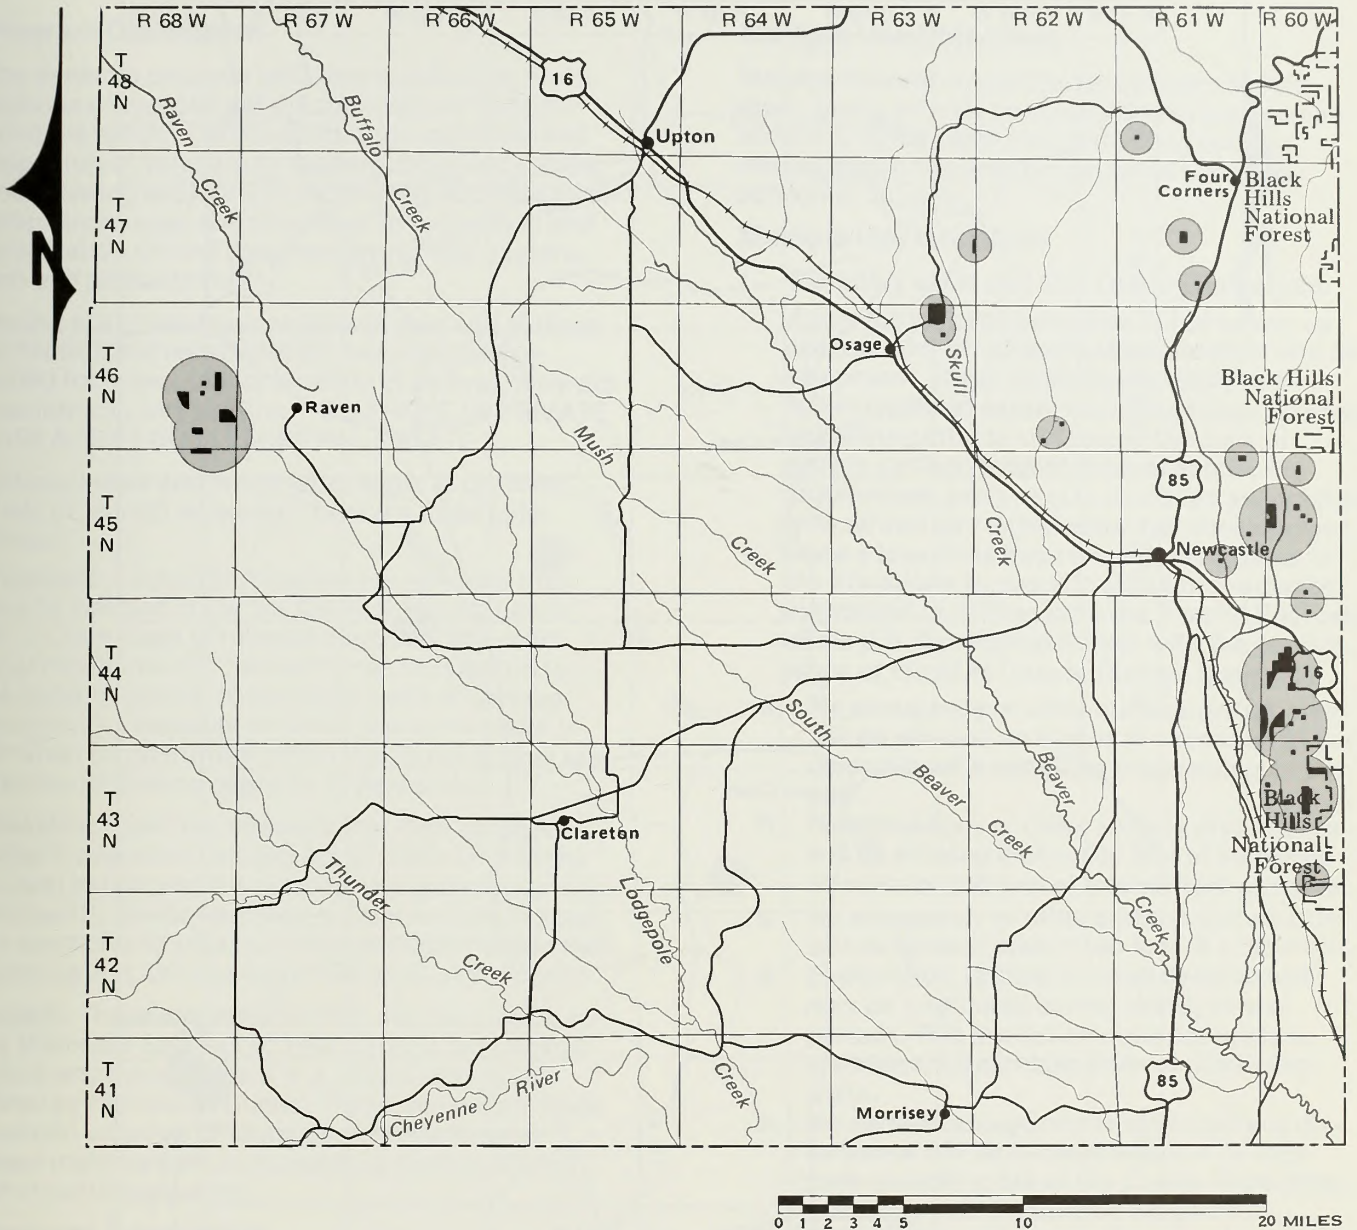 R 68 W R 67 W R 66 W R 65 W R 64 W R 63 W R 62 W R 61 W R 60 W
T
48
N
16
Raven
Creek
Buffalo
Creek
Upton
Four
Corners
Black
Hills
National
Forest
T
47
N
N
T
46
N
Osage
Skull
Creek
Black Hills
National
Forest
Raven
Mush
Creek
85
T
45
N
Newcastle
T
44
N
16
South
Beaver
Creek
Beaver
Creek
T
43
N
Clareton
Black
Hills
National
Forest
Thunder
Creek
Lodgepole
Creek
T
42
N
T
41
N
Cheyenne River
Morrisey
85
0 1 2 3 4 5 10 20 MILES